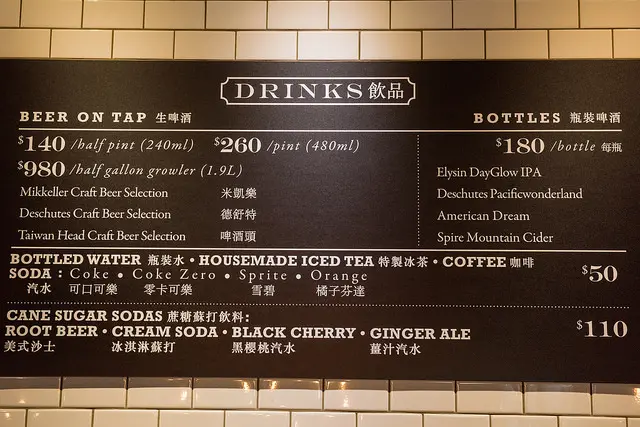 DRINKS 飲品
BEER ON TAP 生啤酒
$140 /half pint (240ml) $260 /pint (480ml)
$980 /half gallon growler (1.9L)
Mikkeller Craft Beer Selection 米凱樂
Deschutes Craft Beer Selection 德舒特
Taiwan Head Craft Beer Selection 啤酒頭
BOTTLES 瓶裝啤酒
$180 /bottle 每瓶
Elysin DayGlow IPA
Deschutes Pacificwonderland
American Dream
Spire Mountain Cider
BOTTLED WATER 瓶裝水 • HOUSEMADE ICED TEA 特製冰茶 • COFFEE 咖啡
SODA : Coke • Coke Zero • Sprite • Orange $50
汽水 可口可樂 零卡可樂 雪碧 橘子芬達
CANE SUGAR SODAS 蔗糖蘇打飲料:
ROOT BEER • CREAM SODA • BLACK CHERRY • GINGER ALE $110
美式沙士 冰淇淋蘇打 黑櫻桃汽水 薑汁汽水